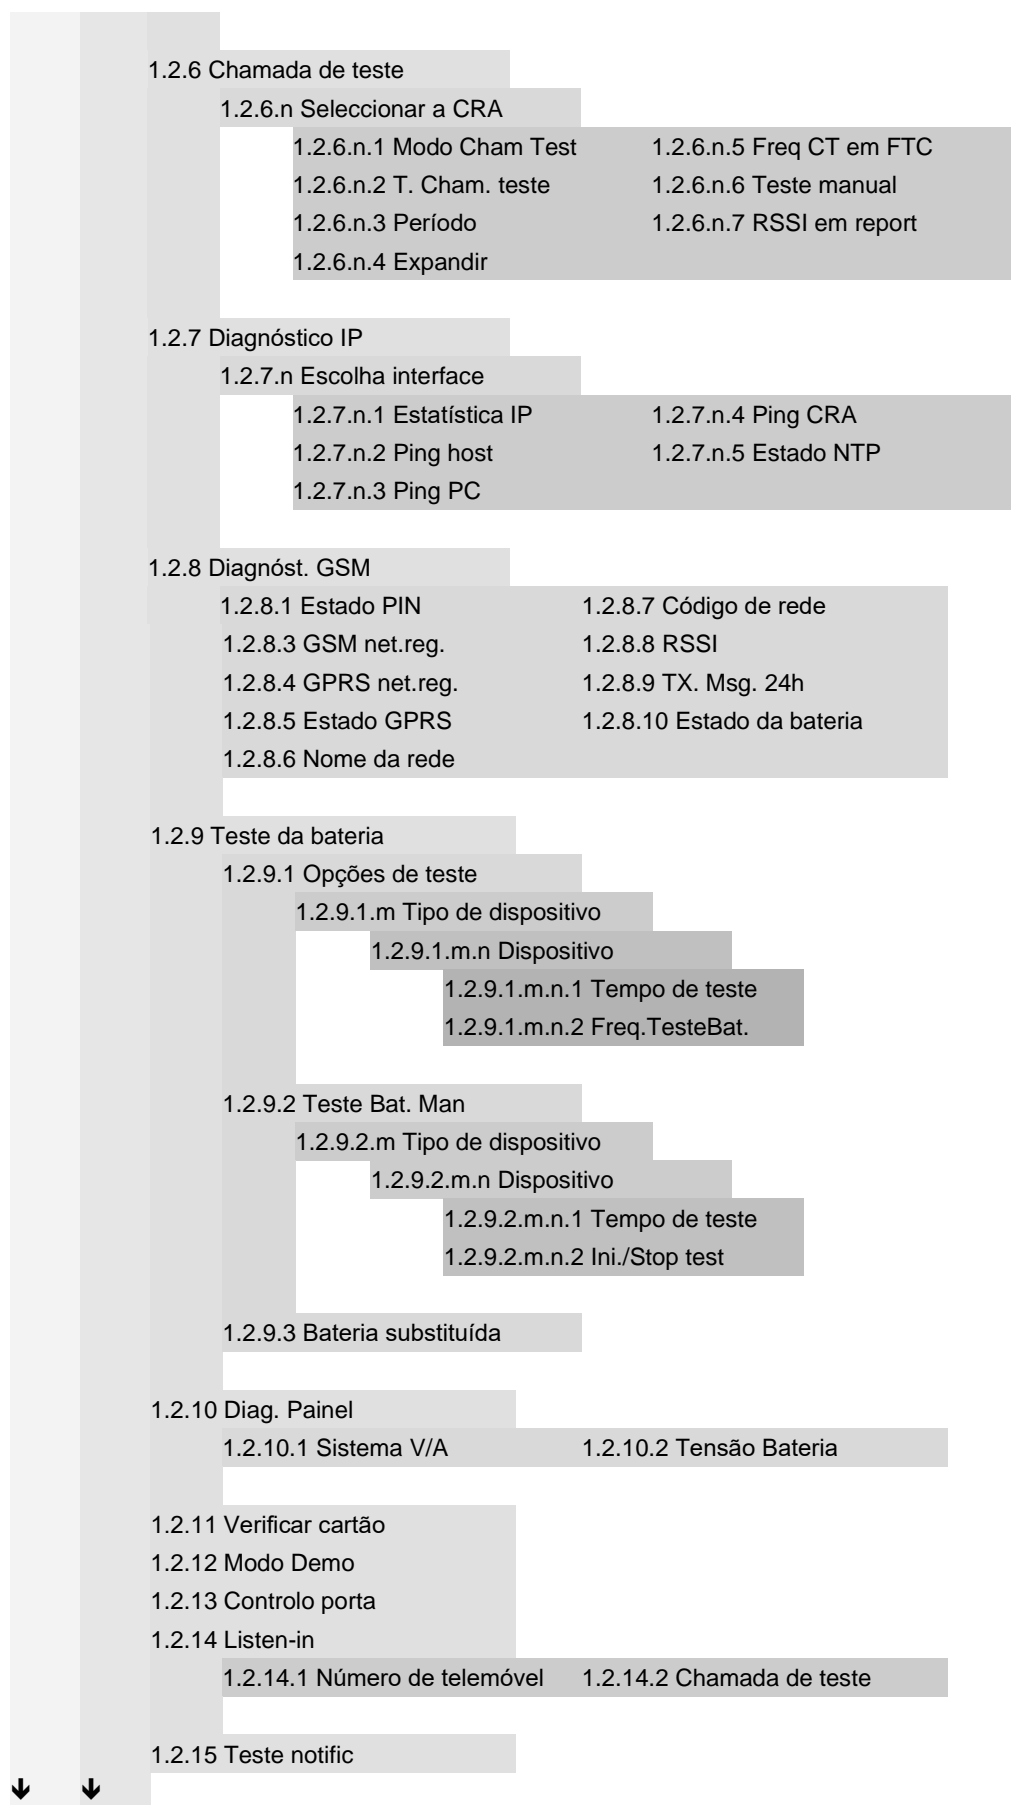 1.2.6 Chamada de teste
1.2.6.n Seleccionar a CRA
1.2.6.n.1 Modo Cham Test 1.2.6.n.5 Freq CT em FTC
1.2.6.n.2 T. Cham. teste 1.2.6.n.6 Teste manual
1.2.6.n.3 Período 1.2.6.n.7 RSSI em report
1.2.6.n.4 Expandir
1.2.7 Diagnóstico IP
1.2.7.n Escolha interface
1.2.7.n.1 Estatística IP 1.2.7.n.4 Ping CRA
1.2.7.n.2 Ping host 1.2.7.n.5 Estado NTP
1.2.7.n.3 Ping PC
1.2.8 Diagnóst. GSM
1.2.8.1 Estado PIN 1.2.8.7 Código de rede
1.2.8.3 GSM net.reg. 1.2.8.8 RSSI
1.2.8.4 GPRS net.reg. 1.2.8.9 TX. Msg. 24h
1.2.8.5 Estado GPRS 1.2.8.10 Estado da bateria
1.2.8.6 Nome da rede
1.2.9 Teste da bateria
1.2.9.1 Opções de teste
1.2.9.1.m Tipo de dispositivo
1.2.9.1.m.n Dispositivo
1.2.9.1.m.n.1 Tempo de teste
1.2.9.1.m.n.2 Freq.TesteBat.
1.2.9.2 Teste Bat. Man
1.2.9.2.m Tipo de dispositivo
1.2.9.2.m.n Dispositivo
1.2.9.2.m.n.1 Tempo de teste
1.2.9.2.m.n.2 Ini./Stop test
1.2.9.3 Bateria substituída
1.2.10 Diag. Painel
1.2.10.1 Sistema V/A 1.2.10.2 Tensão Bateria
1.2.11 Verificar cartão
1.2.12 Modo Demo
1.2.13 Controlo porta
1.2.14 Listen-in
1.2.14.1 Número de telemóvel 1.2.14.2 Chamada de teste
1.2.15 Teste notific